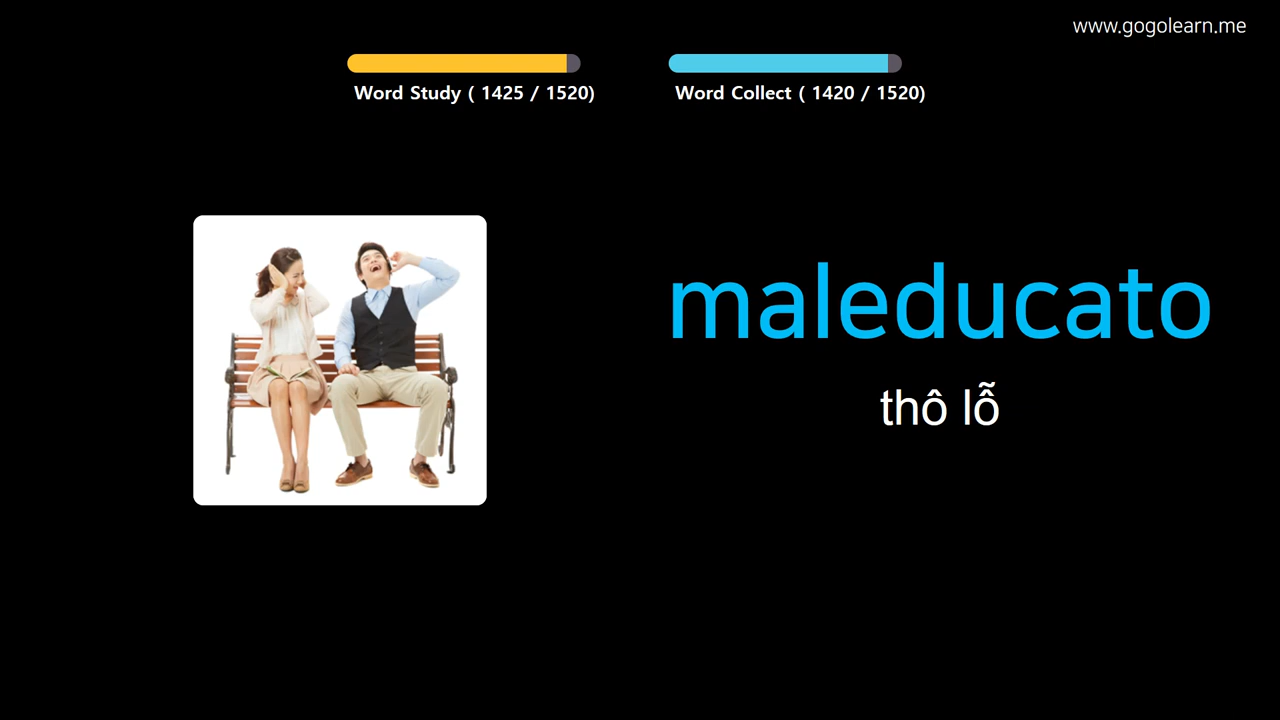 www.gogolearn.me
Word Study ( 1425 / 1520)
Word Collect ( 1420 / 1520)
maleducato
thô lỗ